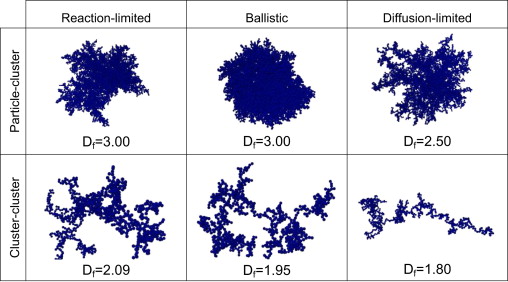 Reaction-limited
Ballistic
Diffusion-limited
Particle-cluster
Df=3.00
Df=3.00
Df=2.50
Cluster-cluster
Df=2.09
Df=1.95
Df=1.80